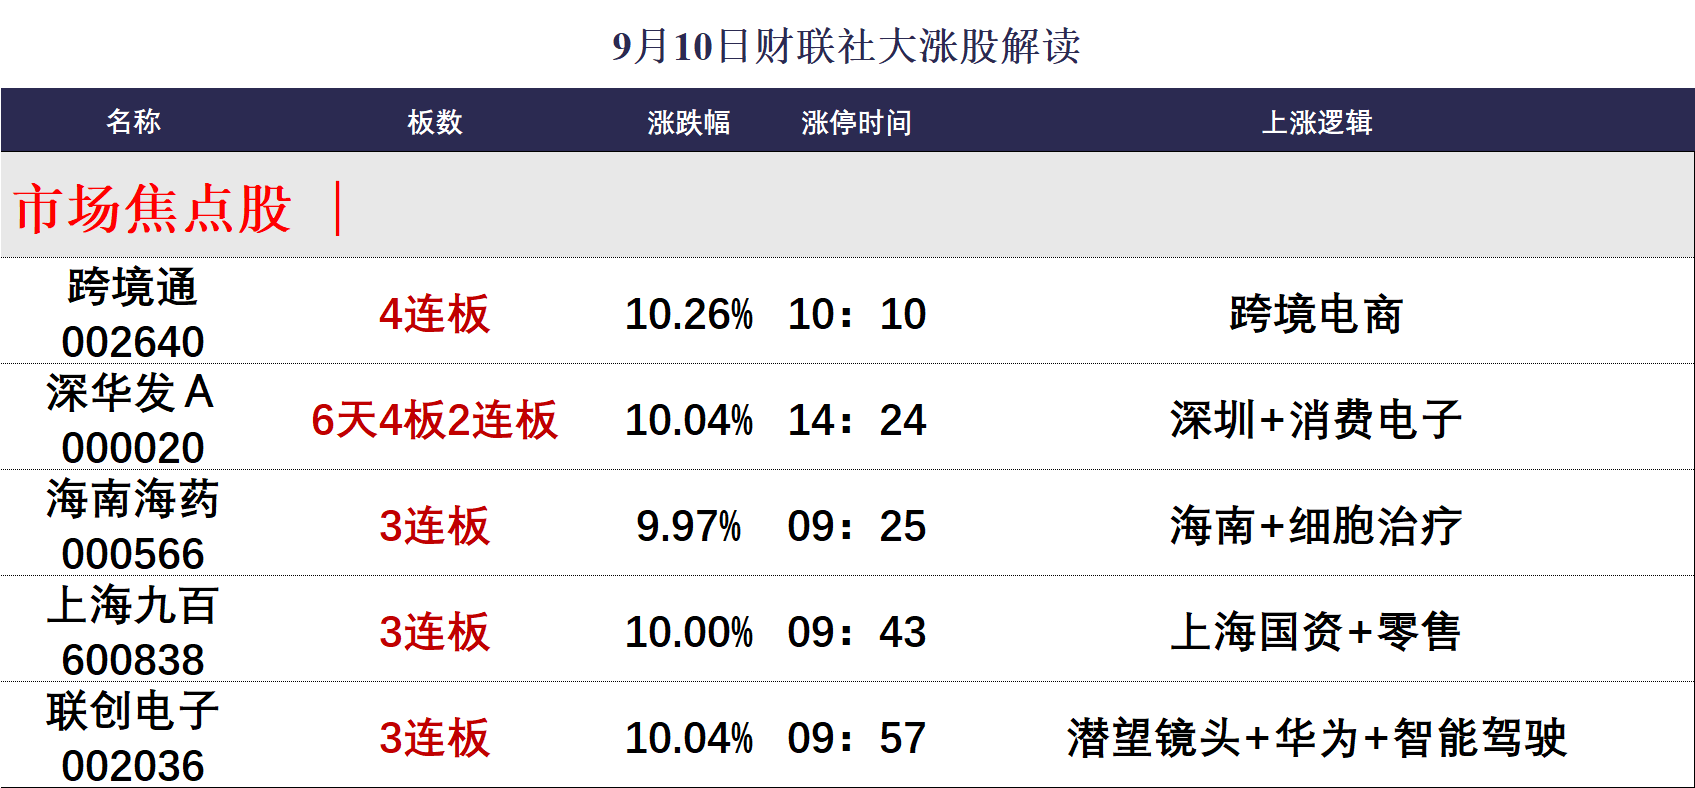 9月10日财联社大涨股解读
名称 板数 涨跌幅 涨停时间 上涨逻辑
市场焦点股 ｜
跨境通
002640 4连板 10.26% 10：10 跨境电商
深华发Ａ
000020 6天4板2连板 10.04% 14：24 深圳+消费电子
海南海药
000566 3连板 9.97% 09：25 海南+细胞治疗
上海九百
600838 3连板 10.00% 09：43 上海国资+零售
联创电子
002036 3连板 10.04% 09：57 潜望镜头+华为+智能驾驶